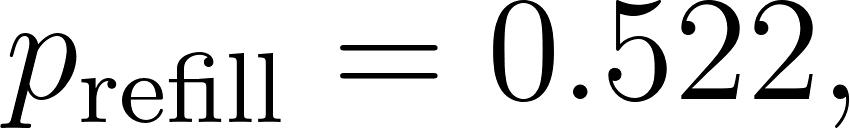 p_refill = 0.522,